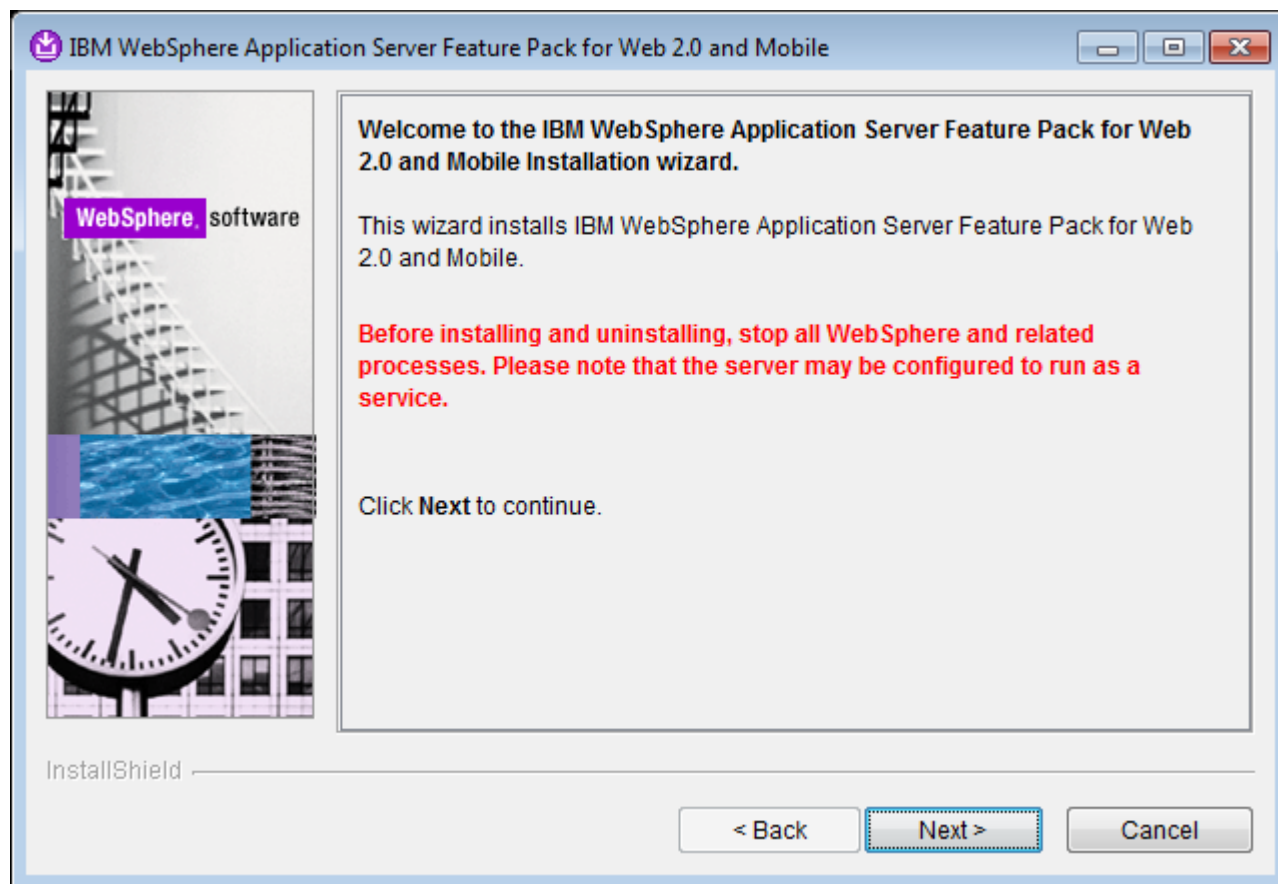 IBM WebSphere Application Server Feature Pack for Web 2.0 and Mobile
WebSphere. software
Welcome to the IBM WebSphere Application Server Feature Pack for Web
2.0 and Mobile Installation wizard.
This wizard installs IBM WebSphere Application Server Feature Pack for Web
2.0 and Mobile.
Before installing and uninstalling, stop all WebSphere and related
processes. Please note that the server may be configured to run as a
service.
Click Next to continue.
InstallShield
< Back
Next >
Cancel